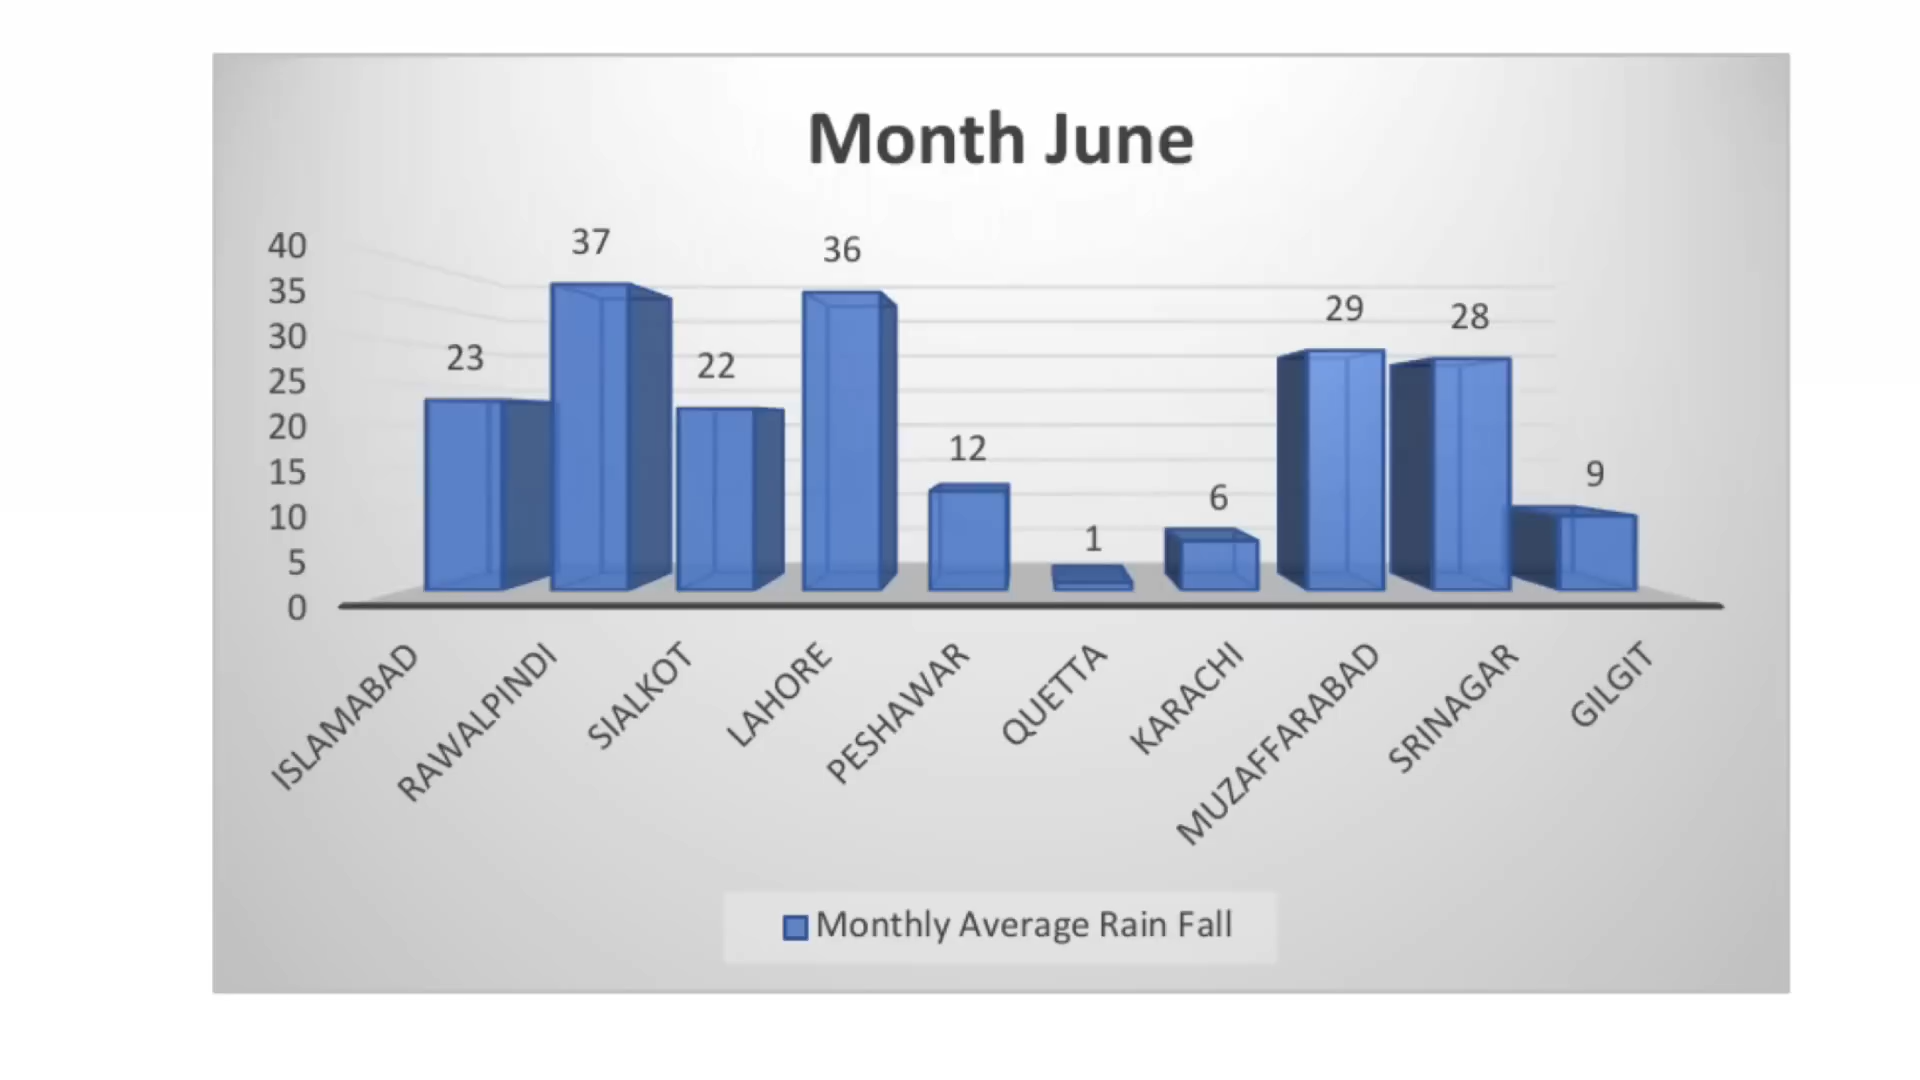 Month June
40
35
30
25
20
15
10
5
0
23
37
22
36
12
1
6
29
28
9
ISLAMABAD
RAWALPINDI
SIALKOT
LAHORE
PESHAWAR
QUETTA
KARACHI
MUZAFFARABAD
SRINAGAR
GILGIT
Monthly Average Rain Fall